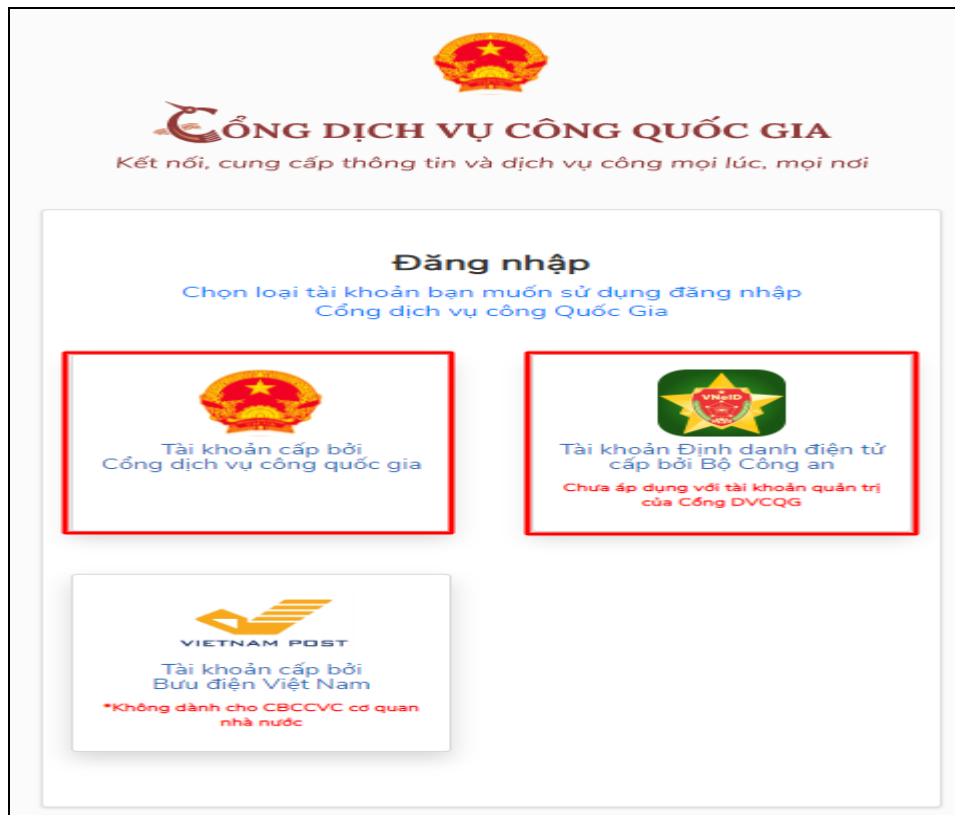 CỔNG DỊCH VỤ CÔNG QUỐC GIA
Kết nối, cung cấp thông tin và dịch vụ công mọi lúc, mọi nơi
Đăng nhập
Chọn loại tài khoản bạn muốn sử dụng đăng nhập
Cổng dịch vụ công Quốc Gia
Tài khoản cấp bởi
Cổng dịch vụ công quốc gia
VNeID
Tài khoản Định danh điện tử
cấp bởi Bộ Công an
Chưa áp dụng với tài khoản quản trị
của Cổng DVCQG
VIETNAM POST
Tài khoản cấp bởi
Bưu điện Việt Nam
*Không dành cho CBCCVC cơ quan
nhà nước